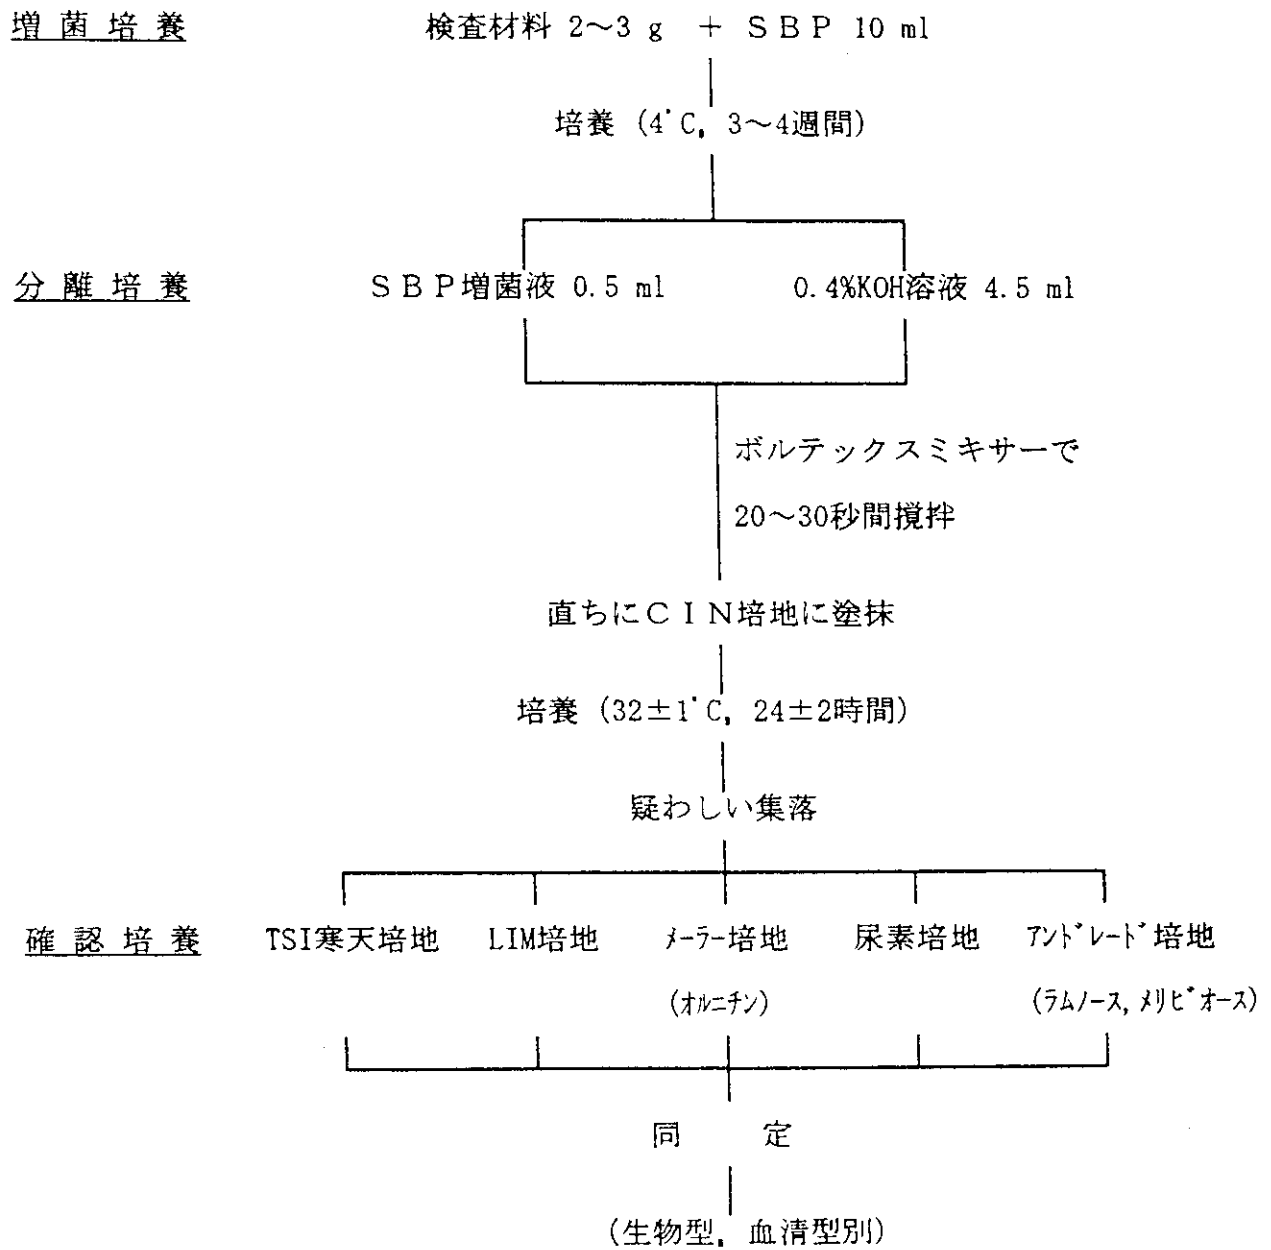 増菌培養 検査材料 2～3 g ＋ ＳＢＰ 10 ml
培養 (4°C, 3～4週間)
分離培養 ＳＢＰ増菌液 0.5 ml 0.4%KOH溶液 4.5 ml
ボルテックスミキサーで
20～30秒間撹拌
直ちにＣＩＮ培地に塗抹
培養 (32±1°C, 24±2時間)
疑わしい集落
確認培養 TSI寒天培地 LIM培地 ﾒｰﾗｰ培地 尿素培地 ｱﾝﾄﾞﾚｰﾄﾞ培地
(ｵﾙﾆﾁﾝ) (ﾗﾑﾉｰｽ, ﾒﾘﾋﾞｵｰｽ)
同 定
(生物型, 血清型別)